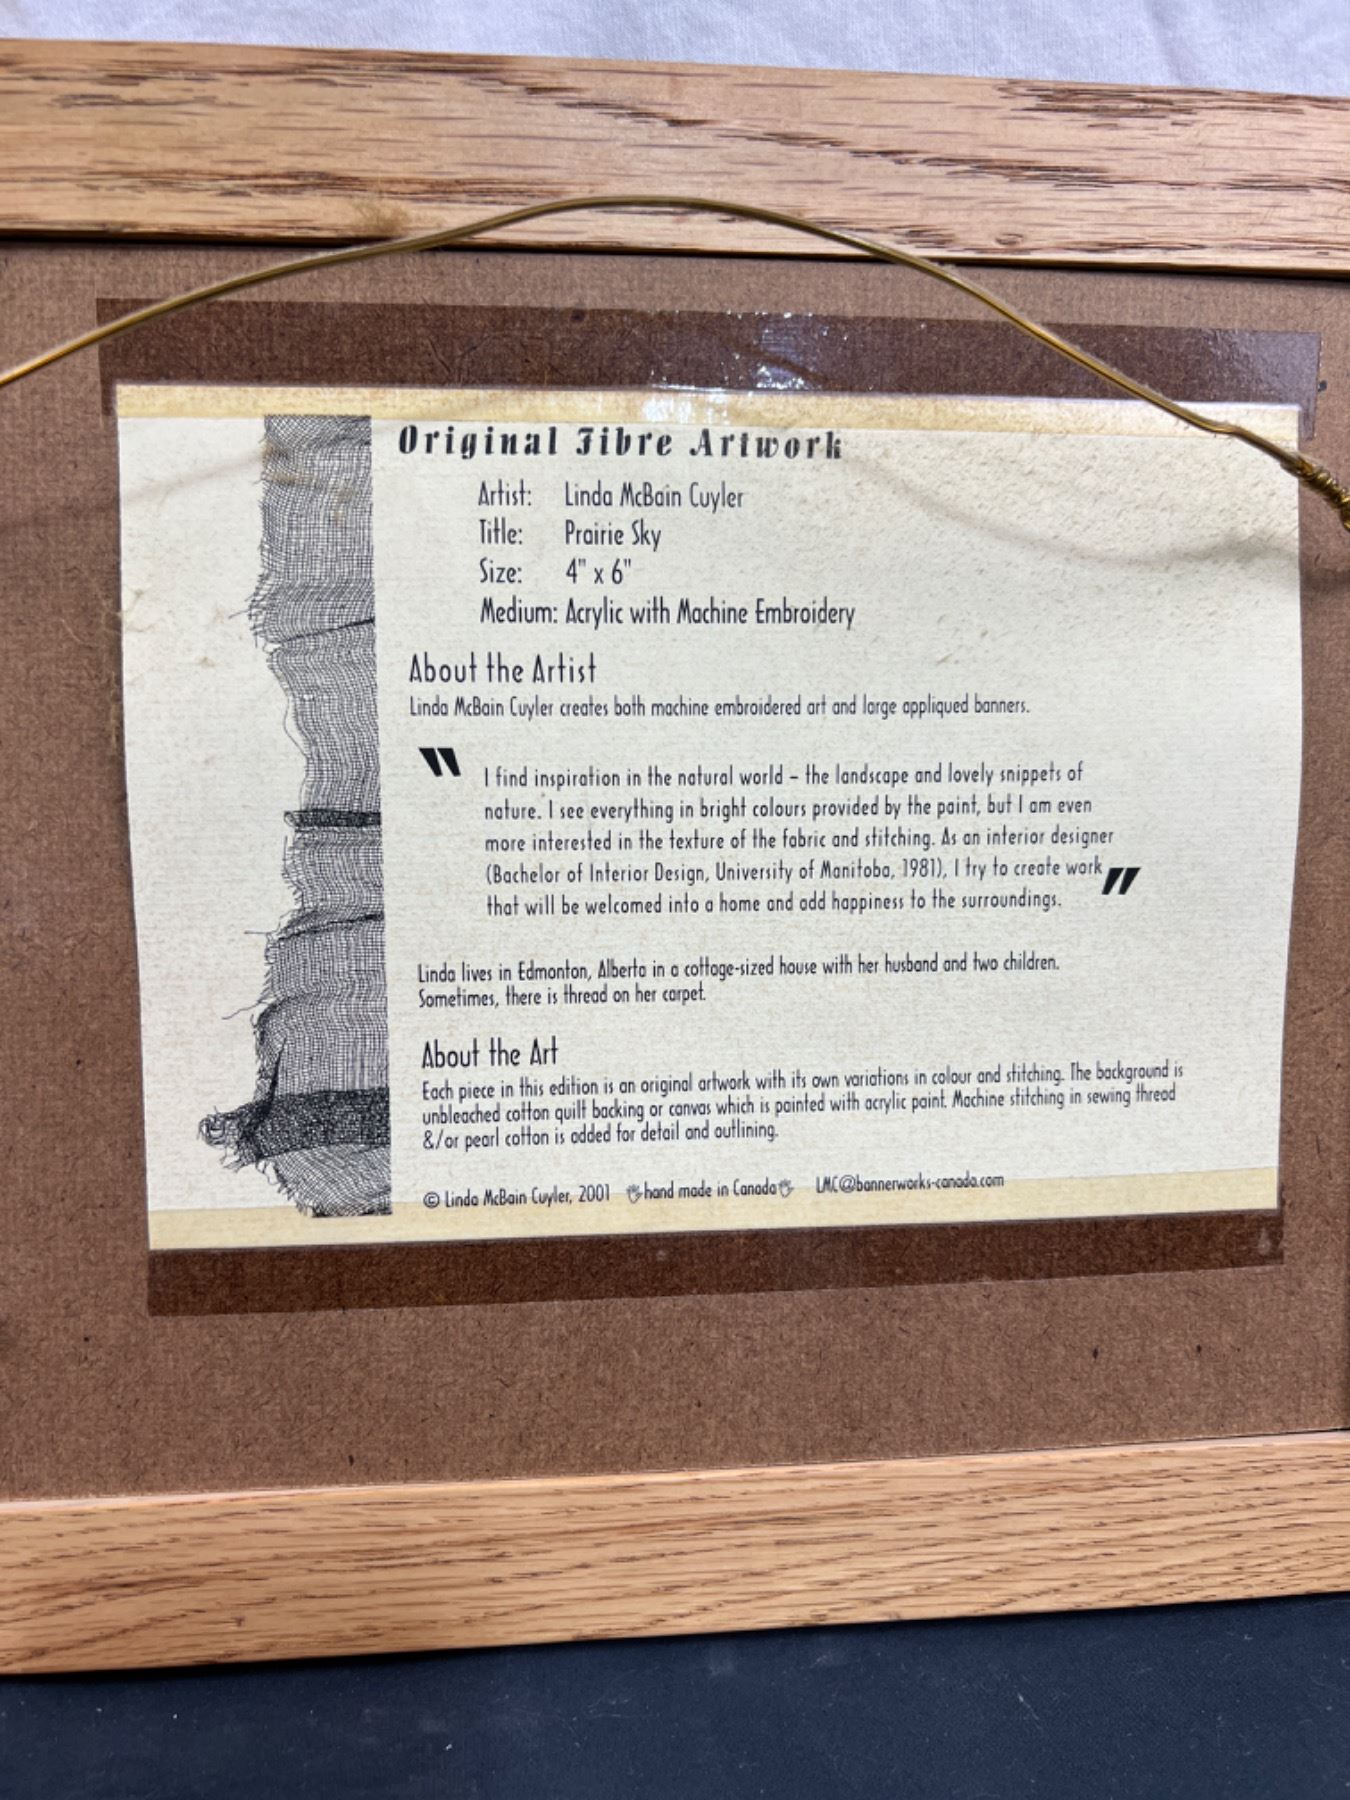 Original Fibre Artwork
Artist: Linda McBain Cuyler
Title: Prairie Sky
Size: 4" x 6"
Medium: Acrylic with Machine Embroidery
About the Artist
Linda McBain Cuyler creates both machine embroidered art and large appliqued banners.
" I find inspiration in the natural world – the landscape and lovely snippets of
nature. I see everything in bright colours provided by the paint, but I am even
more interested in the texture of the fabric and stitching. As an interior designer
(Bachelor of Interior Design, University of Manitoba, 1981), I try to create work
that will be welcomed into a home and add happiness to the surroundings. "
Linda lives in Edmonton, Alberta in a cottage-sized house with her husband and two children.
Sometimes, there is thread on her carpet.
About the Art
Each piece in this edition is an original artwork with its own variations in colour and stitching. The background is
unbleached cotton quilt backing or canvas which is painted with acrylic paint. Machine stitching in sewing thread
&/or pearl cotton is added for detail and outlining.
© Linda McBain Cuyler, 2001 hand made in Canada LMC@bannerworks-canada.com